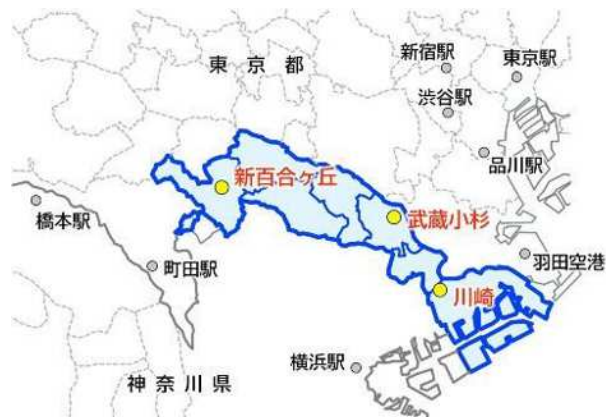 東京都
新宿駅
東京駅
渋谷駅
品川駅
新百合ヶ丘
武蔵小杉
橋本駅
町田駅
羽田空港
川崎
横浜駅
神奈川県